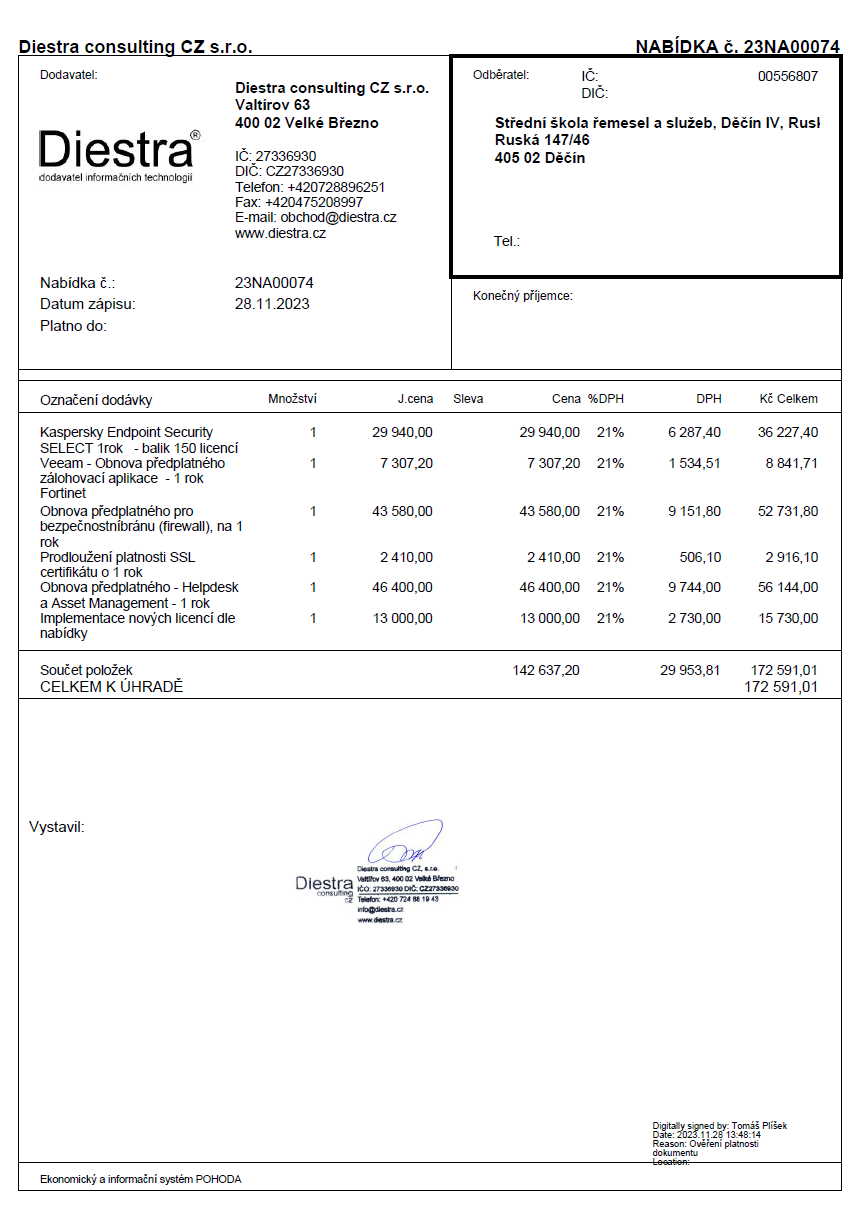 Diestra consulting CZ s.r.o. NABÍDKA č. 23NA00074
Dodavatel:
Diestra consulting CZ s.r.o.
Valtírov 63
400 02 Velké Březno
Diestra®
dodavatel informačních technologií
IČ: 27336930
DIČ: CZ27336930
Telefon: +420728896251
Fax: +420475208997
E-mail: obchod@diestra.cz
www.diestra.cz
Odběratel: IČ: 00556807
DIČ:
Střední škola řemesel a služeb, Děčín IV, Rusk
Ruská 147/46
405 02 Děčín
Tel.:
Nabídka č.: 23NA00074
Datum zápisu: 28.11.2023
Platno do:
Konečný příjemce:
Označení dodávky Množství J.cena Sleva Cena %DPH DPH Kč Celkem
Kaspersky Endpoint Security 1 29 940,00 29 940,00 21% 6 287,40 36 227,40
SELECT 1rok - balik 150 licencí
Veeam - Obnova předplatného 1 7 307,20 7 307,20 21% 1 534,51 8 841,71
zálohovací aplikace - 1 rok
Fortinet
Obnova předplatného pro 1 43 580,00 43 580,00 21% 9 151,80 52 731,80
bezpečnostníbránu (firewall), na 1
rok
Prodloužení platnosti SSL 1 2 410,00 2 410,00 21% 506,10 2 916,10
certifikátu o 1 rok
Obnova předplatného - Helpdesk 1 46 400,00 46 400,00 21% 9 744,00 56 144,00
a Asset Management - 1 rok
Implementace nových licencí dle 1 13 000,00 13 000,00 21% 2 730,00 15 730,00
nabídky
Součet položek 142 637,20 29 953,81 172 591,01
CELKEM K ÚHRADĚ 172 591,01
Vystavil:
Diestra
consulting
CZ
Diestra consulting CZ, s.r.o.
Valtířov 63, 400 02 Velké Březno
IČO: 27336930 DIČ: CZ27336930
Telefon: +420 724 88 19 43
info@diestra.cz
www.diestra.cz
Digitally signed by: Tomáš Plíšek
Date: 2023.11.28 13:48:14
Reason: Ověření platnosti
dokumentu
Location:
Ekonomický a informační systém POHODA